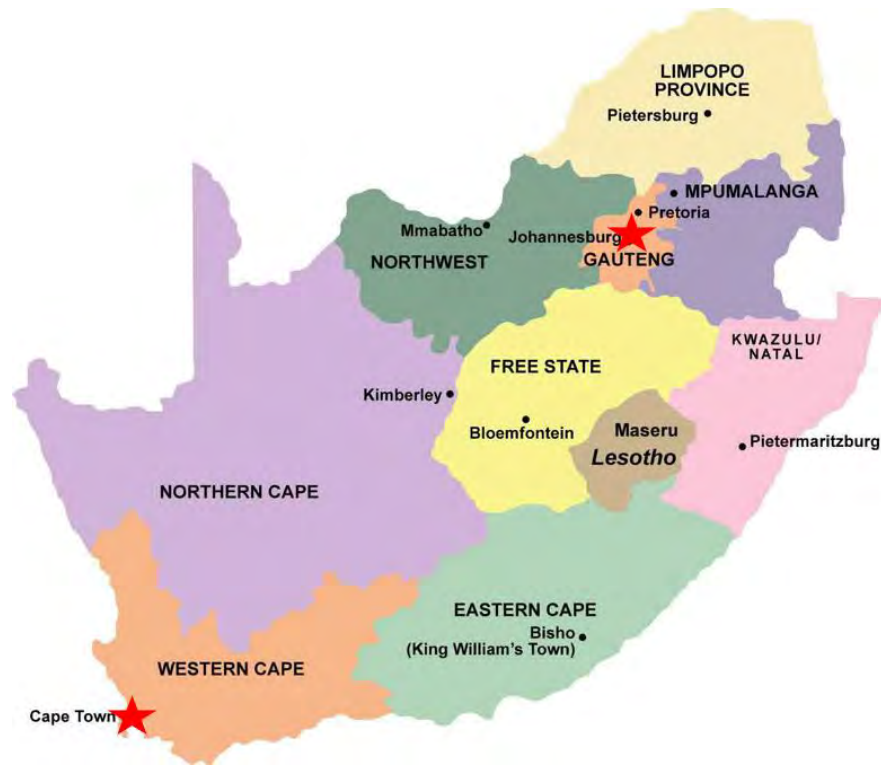 LIMPOPO
PROVINCE
Pietersburg
MPUMALANGA
Pretoria
Mmabatho
Johannesburg
NORTHWEST
GAUTENG
KWAZULU/
NATAL
FREE STATE
Kimberley
Bloemfontein
Maseru
Lesotho
Pietermaritzburg
NORTHERN CAPE
EASTERN CAPE
Bisho
(King William's Town)
WESTERN CAPE
Cape Town